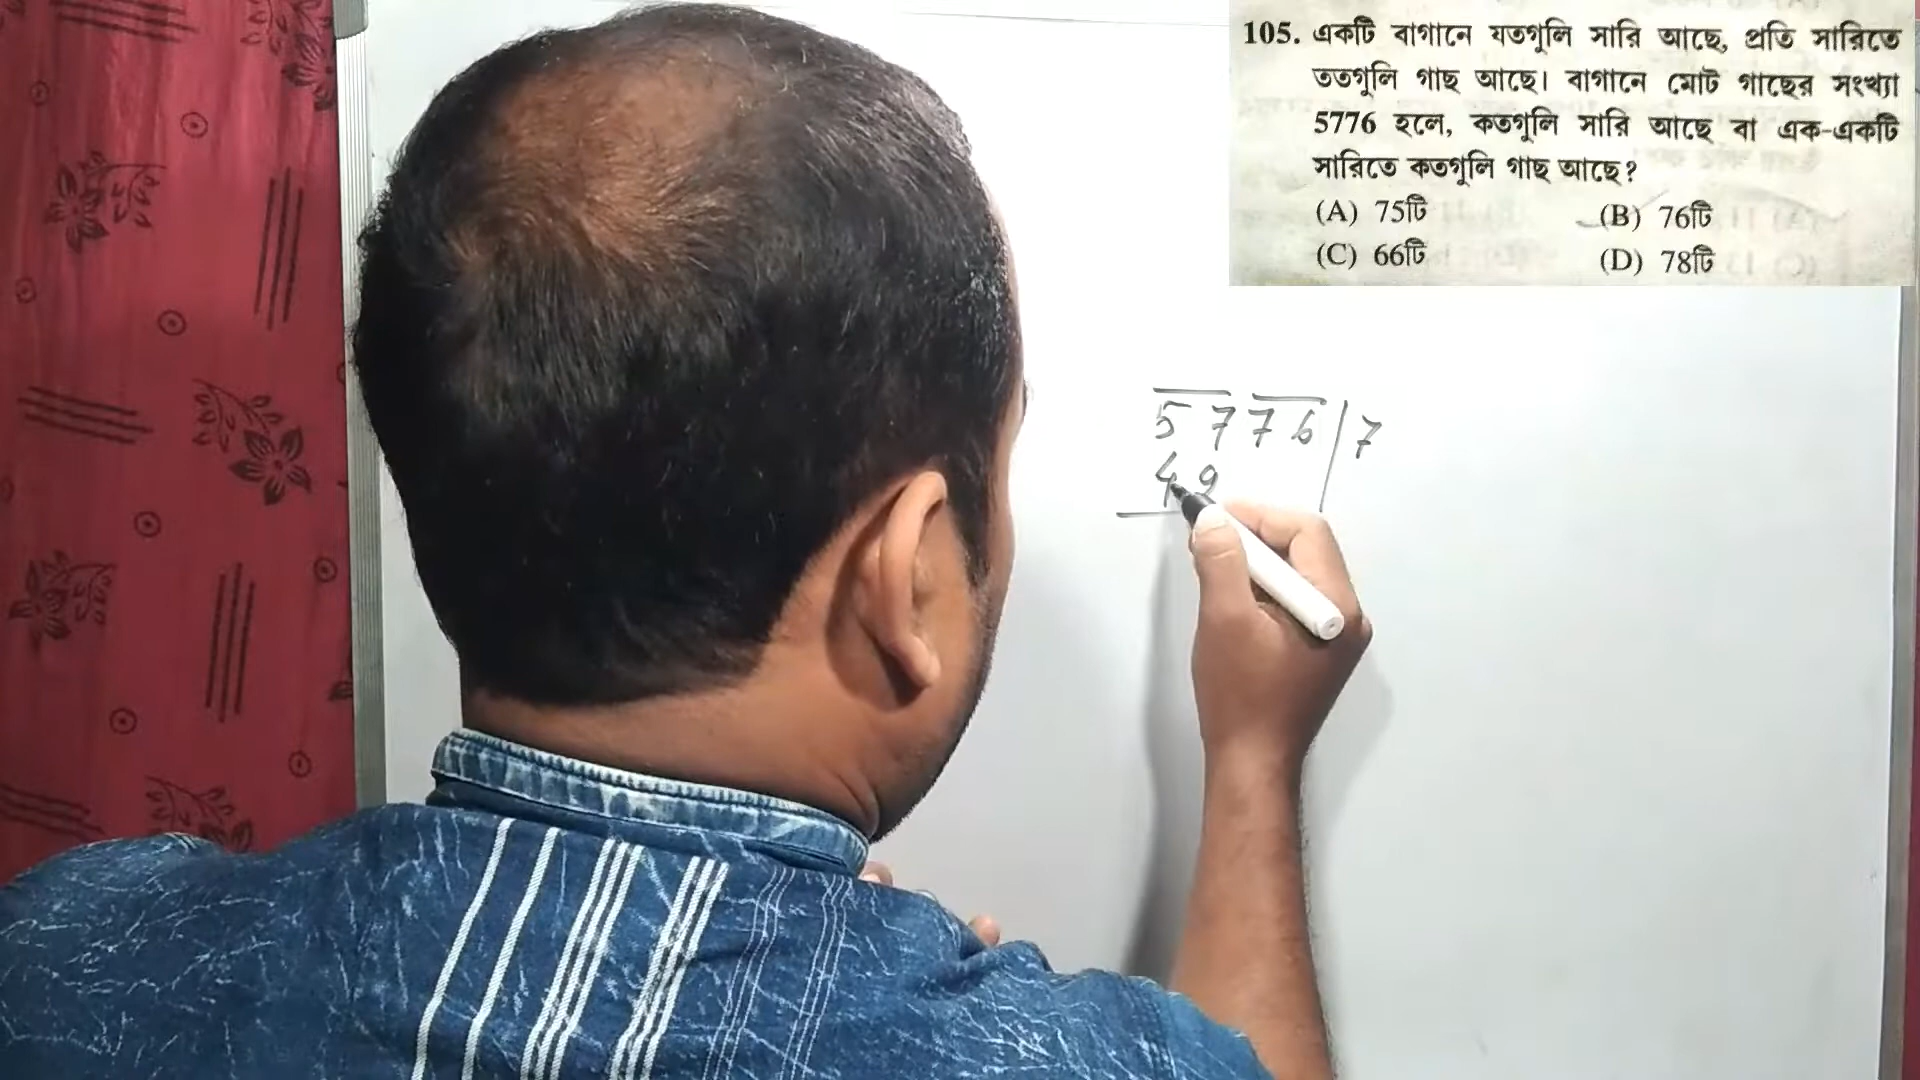 105. একটি বাগানে যতগুলি সারি আছে, প্রতি সারিতে
ততগুলি গাছ আছে। বাগানে মোট গাছের সংখ্যা
5776 হলে, কতগুলি সারি আছে বা এক-একটি
সারিতে কতগুলি গাছ আছে?
(A) 75টি (B) 76টি
(C) 66টি (D) 78টি
5776 7
49